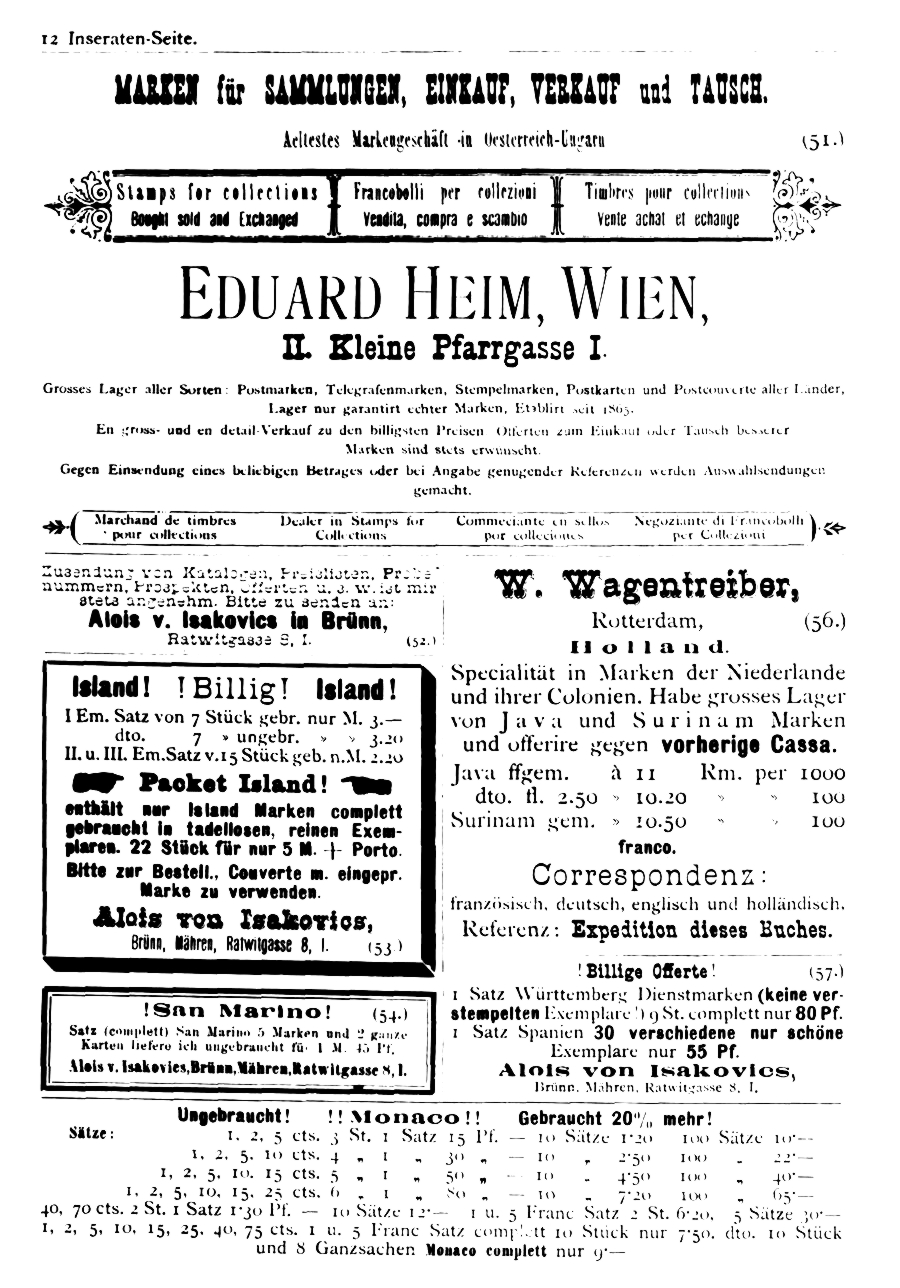 12 Inseraten-Seite.
MARKEN für SAMMLUNGEN, EINKAUF, VERKAUF und TAUSCH.
Aeltestes Markengeschäft in Oesterreich-Ungarn (51.)
Stamps for collections
Bought sold and Exchanged
Francobolli per collezioni
Vendita, compra e scambio
Timbres pour collections
Vente achat et echange
EDUARD HEIM, WIEN,
II. Kleine Pfarrgasse I.
Grosses Lager aller Sorten: Postmarken, Telegrafenmarken, Stempelmarken, Postkarten und Postcouverte aller Länder,
Lager nur garantirt echter Marken, Etablirt seit 1865.
En gross- und en detail-Verkauf zu den billigsten Preisen Offerten zum Einkauf oder Tausch besserer
Marken sind stets erwünscht.
Gegen Einsendung eines beliebigen Betrages oder bei Angabe genugender Referenzen werden Auswahlsendungen
gemacht.
Marchand de timbres
pour collections
Dealer in Stamps for
Collections
Commeciante en sellos
por colleciones
Negoziante di Francobolli
per Collezioni
Zusendung von Katalogen, Preislisten, Probe
nummern, Prospekten, Offerten u. s. w. ist mir
stets angenehm. Bitte zu senden an:
Alois v. Isakovics in Brünn,
Ratwitgasse 8, I. (52.)
Island! !Billig! Island!
I Em. Satz von 7 Stück gebr. nur M. 3.—
dto. 7 » ungebr. » » 3.20
II. u. III. Em. Satz v. 15 Stück geb. n. M. 2.20
Packet Island!
enthält nur Island Marken complett
gebraucht in tadellosen, reinen Exem-
plaren. 22 Stück für nur 5 M. + Porto.
Bitte zur Bestell., Couverte m. eingepr.
Marke zu verwenden.
Alois von Isakovics,
Brünn, Mähren, Ratwitgasse 8, I. (53.)
!San Marino! (54.)
Satz (complett) San Marino 5 Marken und 2 ganze
Karten liefere ich ungebraucht für 1 M. 45 Pf.
Alois v. Isakovics, Brünn, Mähren, Ratwitgasse 8, I.
W. Wagentreiber,
Rotterdam, (56.)
Holland.
Specialität in Marken der Niederlande
und ihrer Colonien. Habe grosses Lager
von Java und Surinam Marken
und offerire gegen vorherige Cassa.
Java ffgem. à 11 Rm. per 1000
dto. fl. 2.50 » 10.20 » » 100
Surinam gem. » 10.50 » » 100
franco.
Correspondenz:
französisch, deutsch, englisch und holländisch.
Referenz: Expedition dieses Buches.
!Billige Offerte! (57.)
1 Satz Württemberg Dienstmarken (keine ver-
stempelten Exemplare!) 9 St. complett nur 80 Pf.
1 Satz Spanien 30 verschiedene nur schöne
Exemplare nur 55 Pf.
Alois von Isakovics,
Brünn, Mähren, Ratwitgasse 8, I.
Ungebraucht! !!Monaco!! Gebraucht 20% mehr!
Sätze: 1, 2, 5 cts. 3 St. 1 Satz 15 Pf. — 10 Sätze 1·20 100 Sätze 10·—
1, 2, 5, 10 cts. 4 „ 1 „ 30 „ — 10 „ 2·50 100 „ 22·—
1, 2, 5, 10, 15 cts. 5 „ 1 „ 50 „ — 10 „ 4·50 100 „ 40·—
1, 2, 5, 10, 15, 25 cts. 6 „ 1 „ 80 „ — 10 „ 7·20 100 „ 65·—
40, 70 cts. 2 St. 1 Satz 1·30 Pf. — 10 Sätze 12·— 1 u. 5 Franc Satz 2 St. 6·20, 5 Sätze 30·—
1, 2, 5, 10, 15, 25, 40, 75 cts. 1 u. 5 Franc Satz complett 10 Stück nur 7·50, dto. 10 Stück
und 8 Ganzsachen Monaco complett nur 9·—